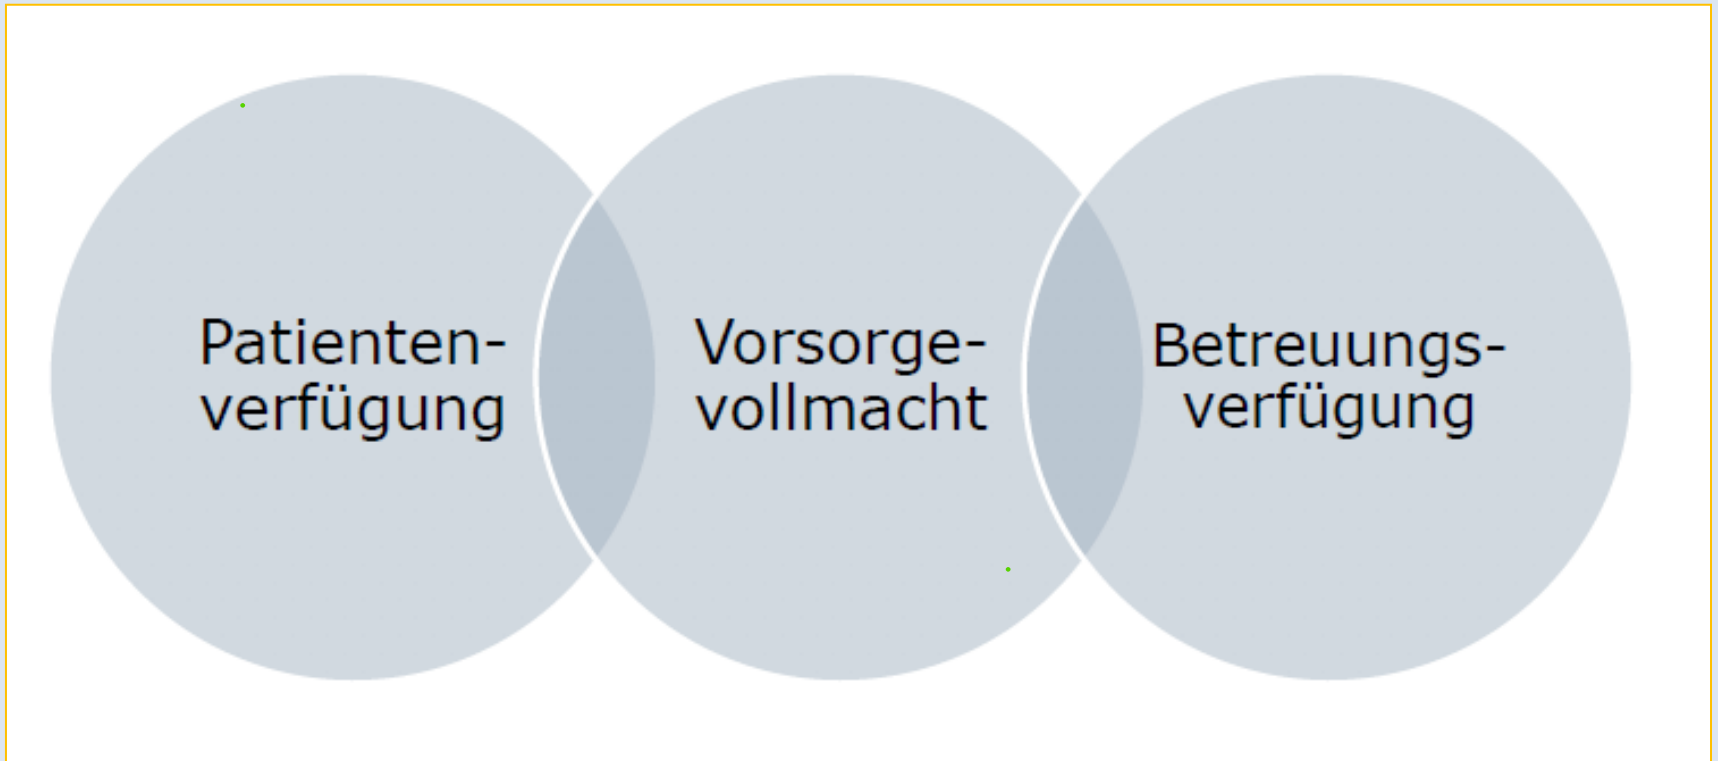 Patienten-
verfügung
Vorsorge-
vollmacht
Betreuungs-
verfügung